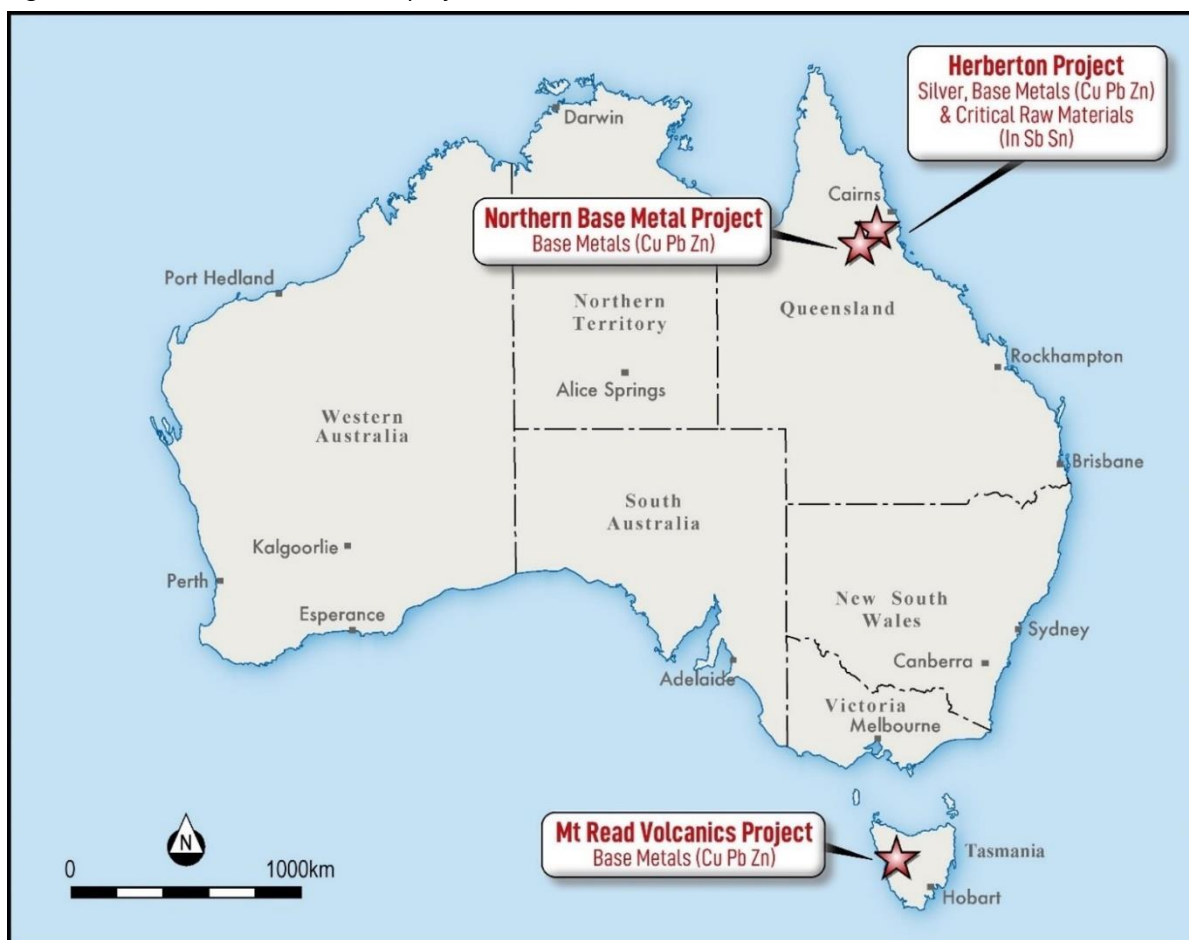 Herberton Project
Silver, Base Metals (Cu Pb Zn)
& Critical Raw Materials
(In Sb Sn)
Darwin
Cairns
Northern Base Metal Project
Base Metals (Cu Pb Zn)
Port Hedland
Northern
Territory
Queensland
Alice Springs
Rockhampton
Western
Australia
Brisbane
South
Australia
Kalgoorlie
Perth
Esperance
New South
Wales
Sydney
Canberra
Adelaide
Victoria
Melbourne
Mt Read Volcanics Project
Base Metals (Cu Pb Zn)
Tasmania
Hobart
N
0
1000km